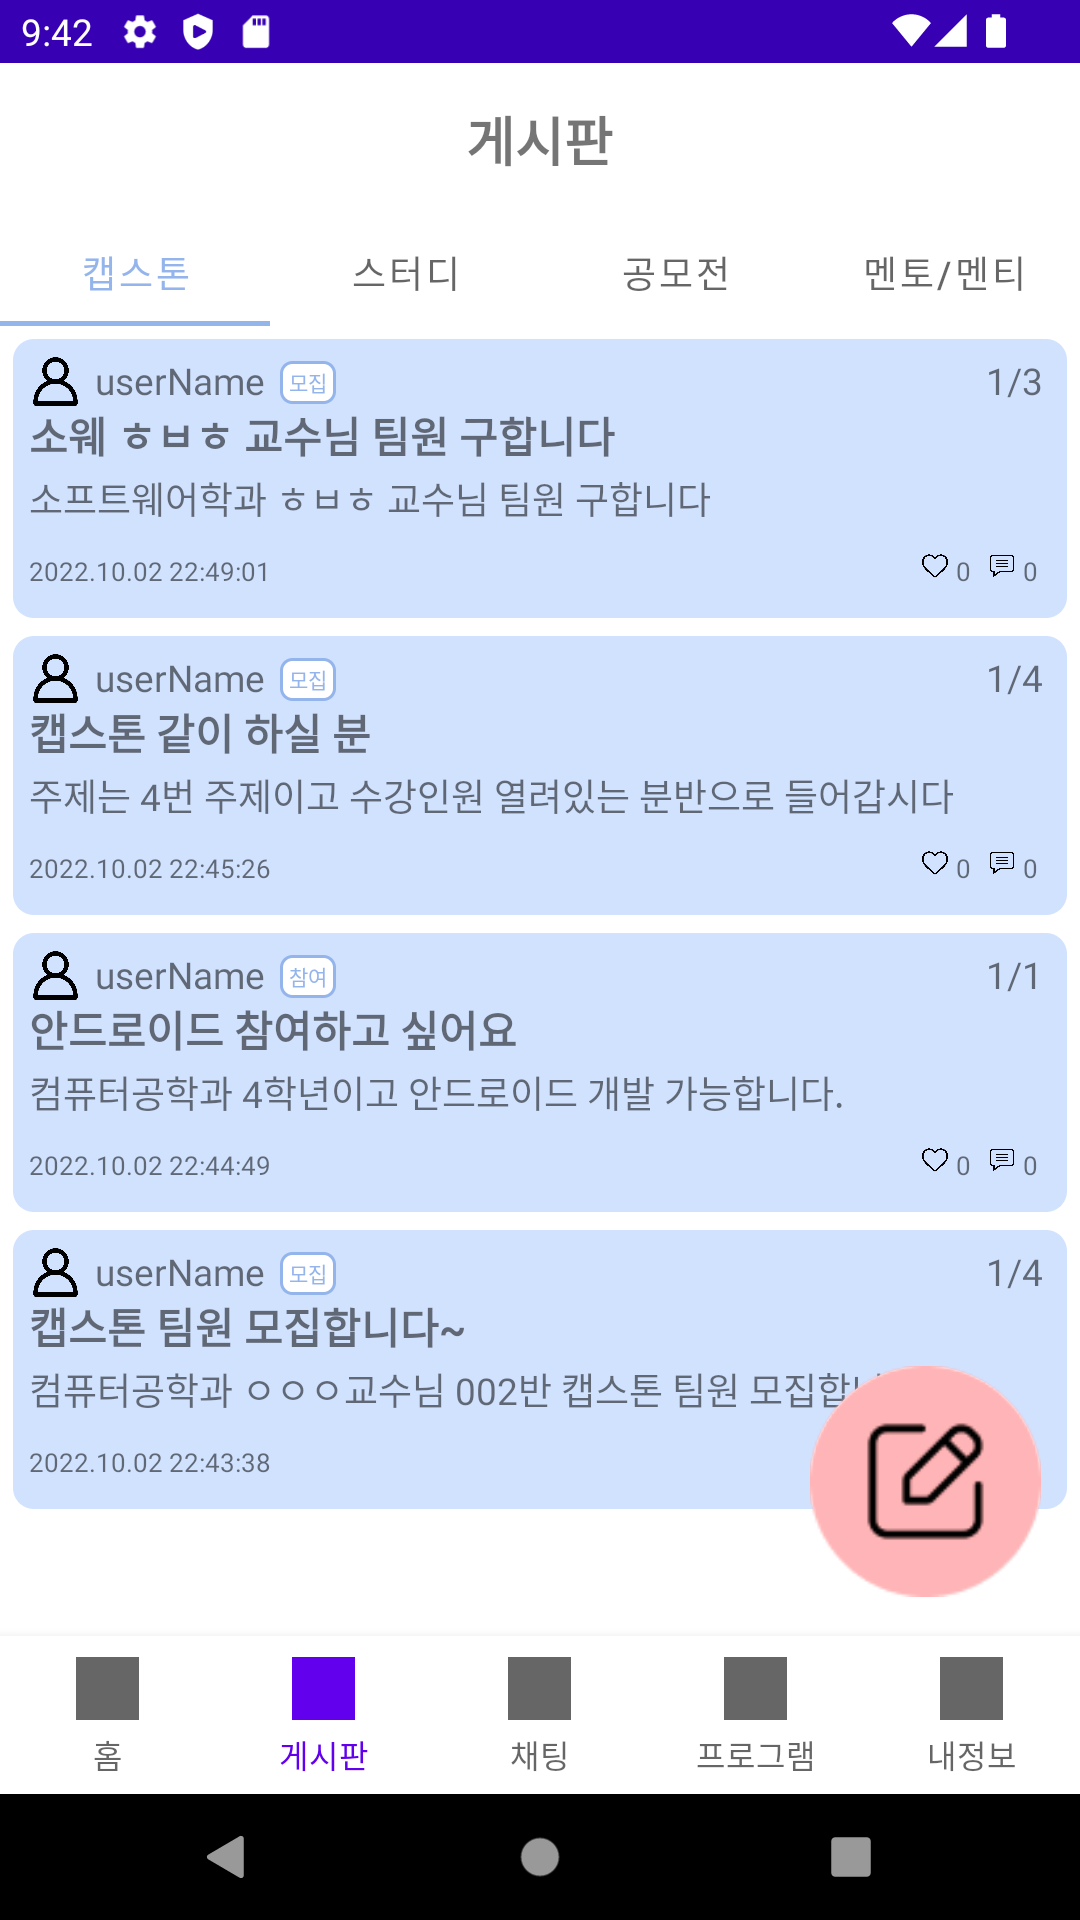 9:42
게시판
캡스톤 스터디 공모전 멘토/멘티
userName 모집 1/3
소웨 ㅎㅂㅎ 교수님 팀원 구합니다
소프트웨어학과 ㅎㅂㅎ 교수님 팀원 구합니다
2022.10.02 22:49:01 0 0
userName 모집 1/4
캡스톤 같이 하실 분
주제는 4번 주제이고 수강인원 열려있는 분반으로 들어갑시다
2022.10.02 22:45:26 0 0
userName 참여 1/1
안드로이드 참여하고 싶어요
컴퓨터공학과 4학년이고 안드로이드 개발 가능합니다.
2022.10.02 22:44:49 0 0
userName 모집 1/4
캡스톤 팀원 모집합니다~
컴퓨터공학과 ㅇㅇㅇ교수님 002반 캡스톤 팀원
2022.10.02 22:43:38
홈 게시판 채팅 프로그램 내정보